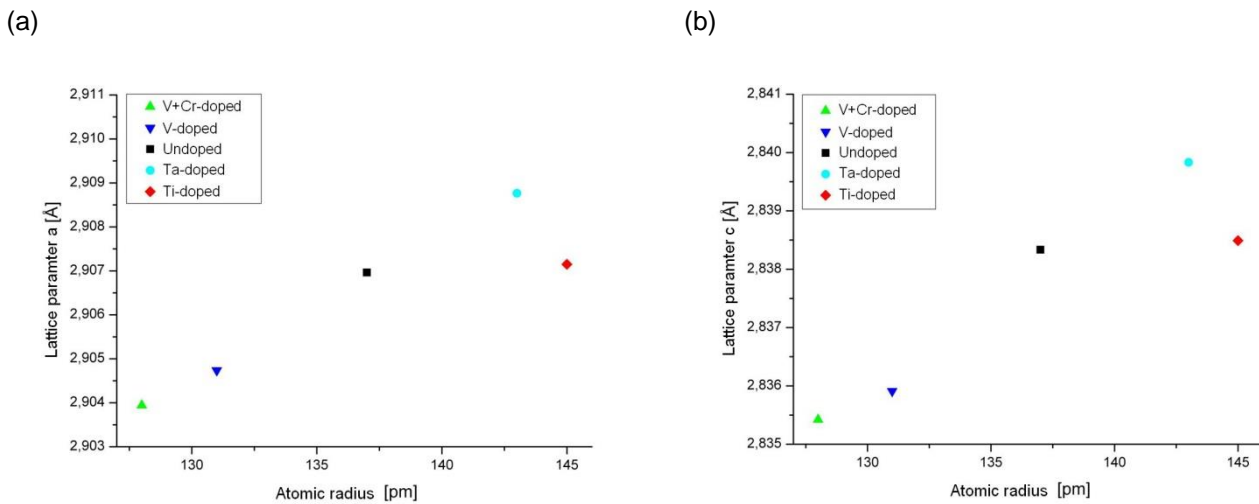 (a)
2,911
2,910
2,909
2,908
2,907
2,906
2,905
2,904
2,903
Lattice paramter a [Å]
V+Cr-doped
V-doped
Undoped
Ta-doped
Ti-doped
130
135
140
145
Atomic radius [pm]
(b)
2,841
2,840
2,839
2,838
2,837
2,836
2,835
Lattice paramter c [Å]
V+Cr-doped
V-doped
Undoped
Ta-doped
Ti-doped
130
135
140
145
Atomic radius [pm]